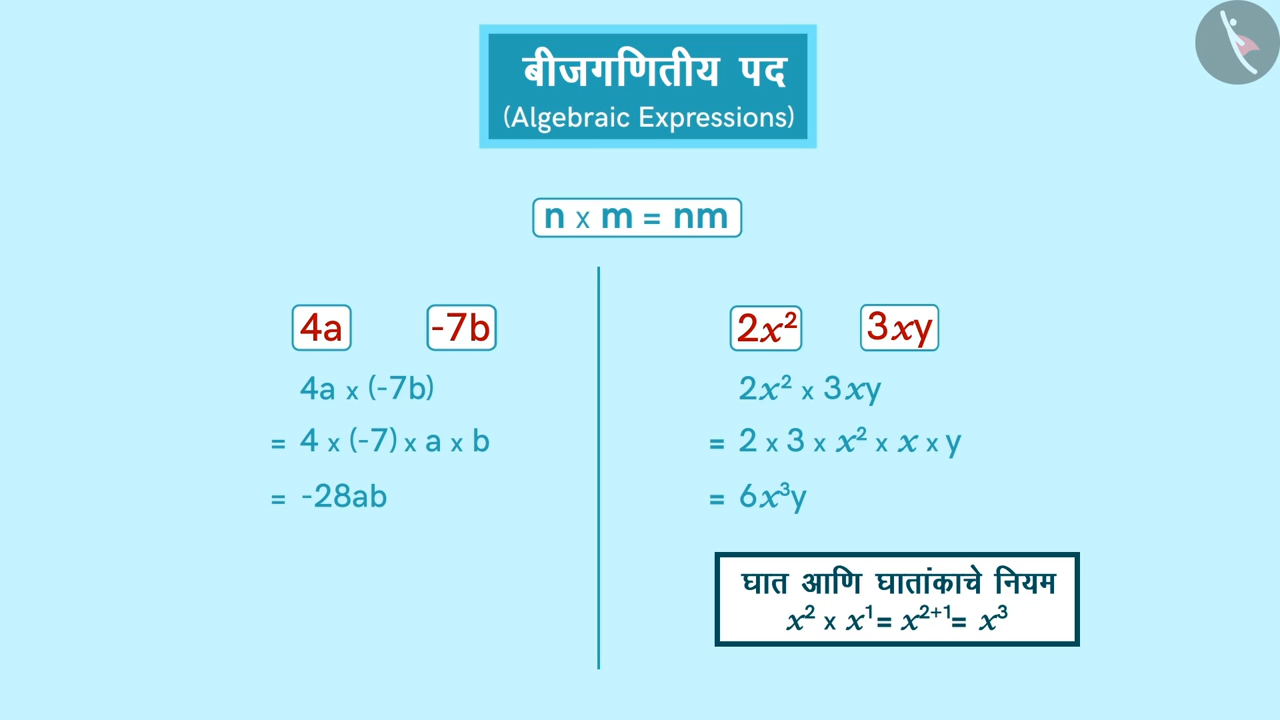 बीजगणितीय पद
(Algebraic Expressions)
n x m = nm
4a -7b
4a x (-7b)
= 4 x (-7) x a x b
= -28ab
2x² 3xy
2x² x 3xy
= 2 x 3 x x² x x x y
= 6x³y
घात आणि घातांकाचे नियम
x² x x¹= x²⁺¹= x³